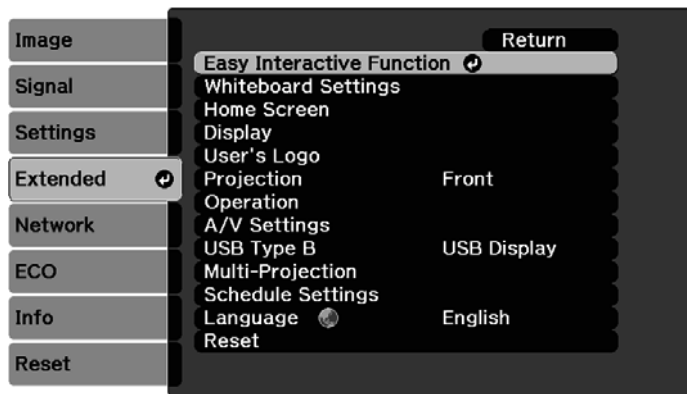 Image
Signal
Settings
Extended
Network
ECO
Info
Reset
Return
Easy Interactive Function
Whiteboard Settings
Home Screen
Display
User's Logo
Projection Front
Operation
A/V Settings
USB Type B USB Display
Multi-Projection
Schedule Settings
Language English
Reset